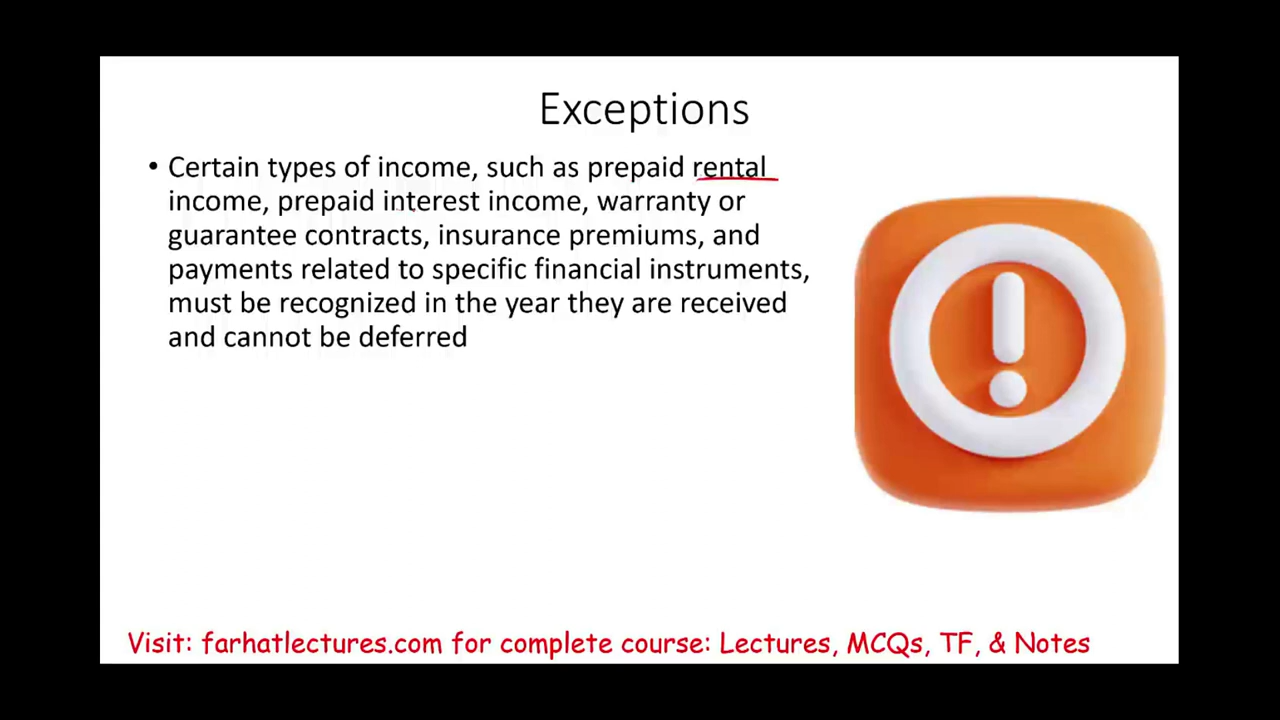 Exceptions
• Certain types of income, such as prepaid rental
income, prepaid interest income, warranty or
guarantee contracts, insurance premiums, and
payments related to specific financial instruments,
must be recognized in the year they are received
and cannot be deferred
Visit: farhatlectures.com for complete course: Lectures, MCQs, TF, & Notes